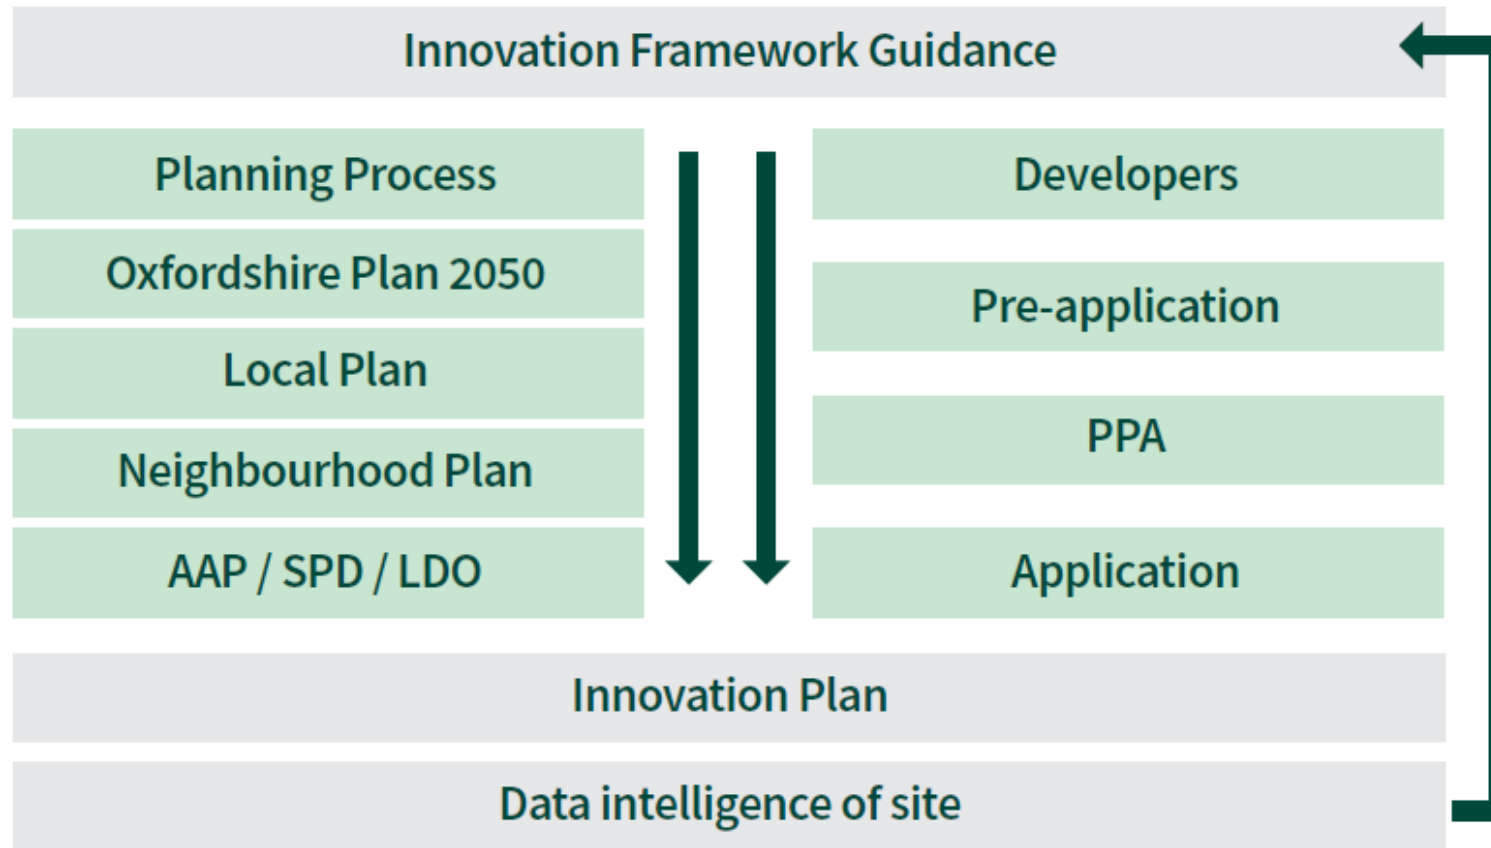 Innovation Framework Guidance
Planning Process
Oxfordshire Plan 2050
Local Plan
Neighbourhood Plan
AAP / SPD / LDO
Developers
Pre-application
PPA
Application
Innovation Plan
Data intelligence of site